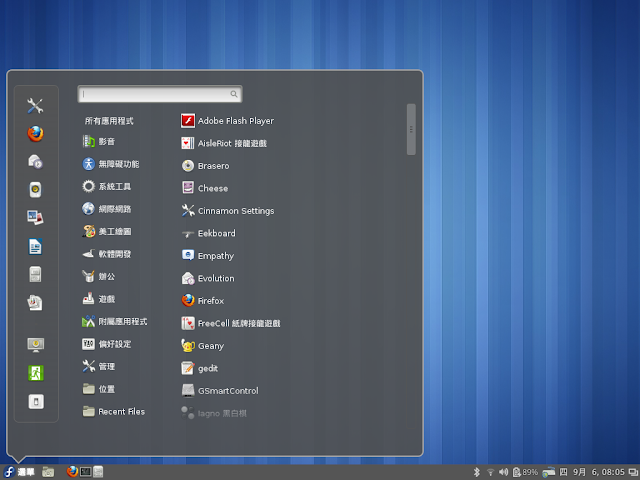 所有應用程式
影音
無障礙功能
系統工具
網際網路
美工繪圖
軟體開發
辦公
遊戲
附屬應用程式
偏好設定
管理
位置
Recent Files
Adobe Flash Player
AisleRiot 接龍遊戲
Brasero
Cheese
Cinnamon Settings
Eekboard
Empathy
Evolution
Firefox
FreeCell 紙牌接龍遊戲
Geany
gedit
GSmartControl
Iagno 黑白棋
選單
89%
四 9月 6, 08:05